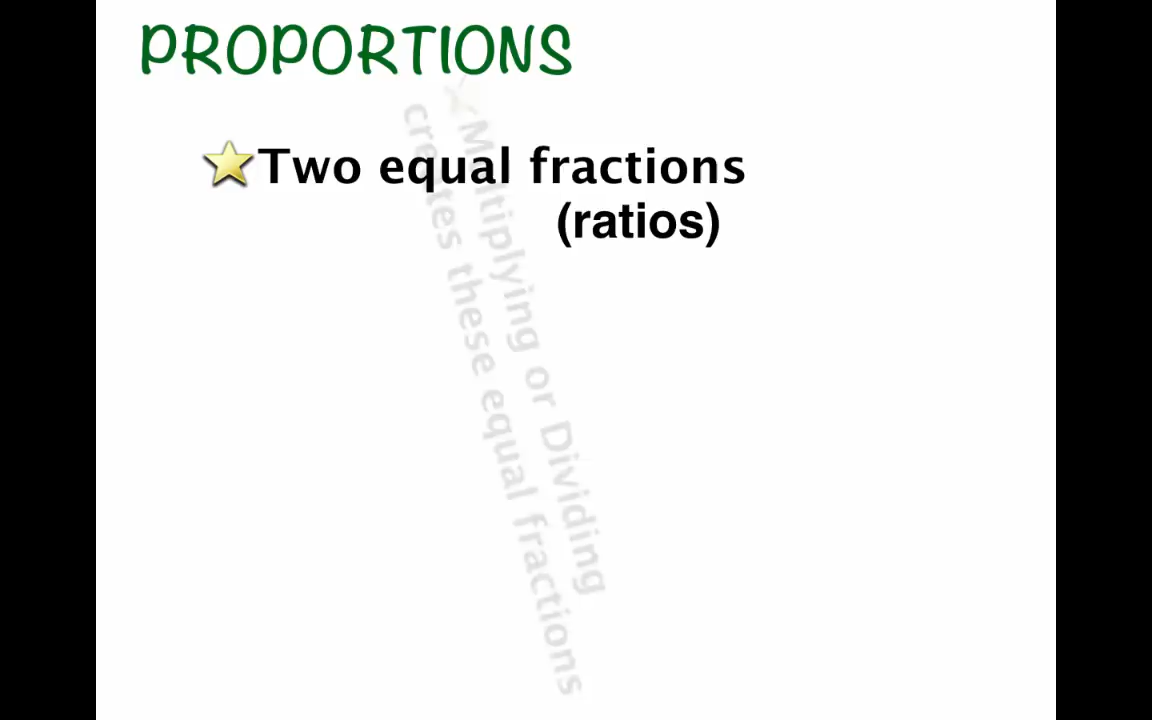 PROPORTIONS
Two equal fractions
(ratios)
Multiplying or Dividing
creates these equal fractions